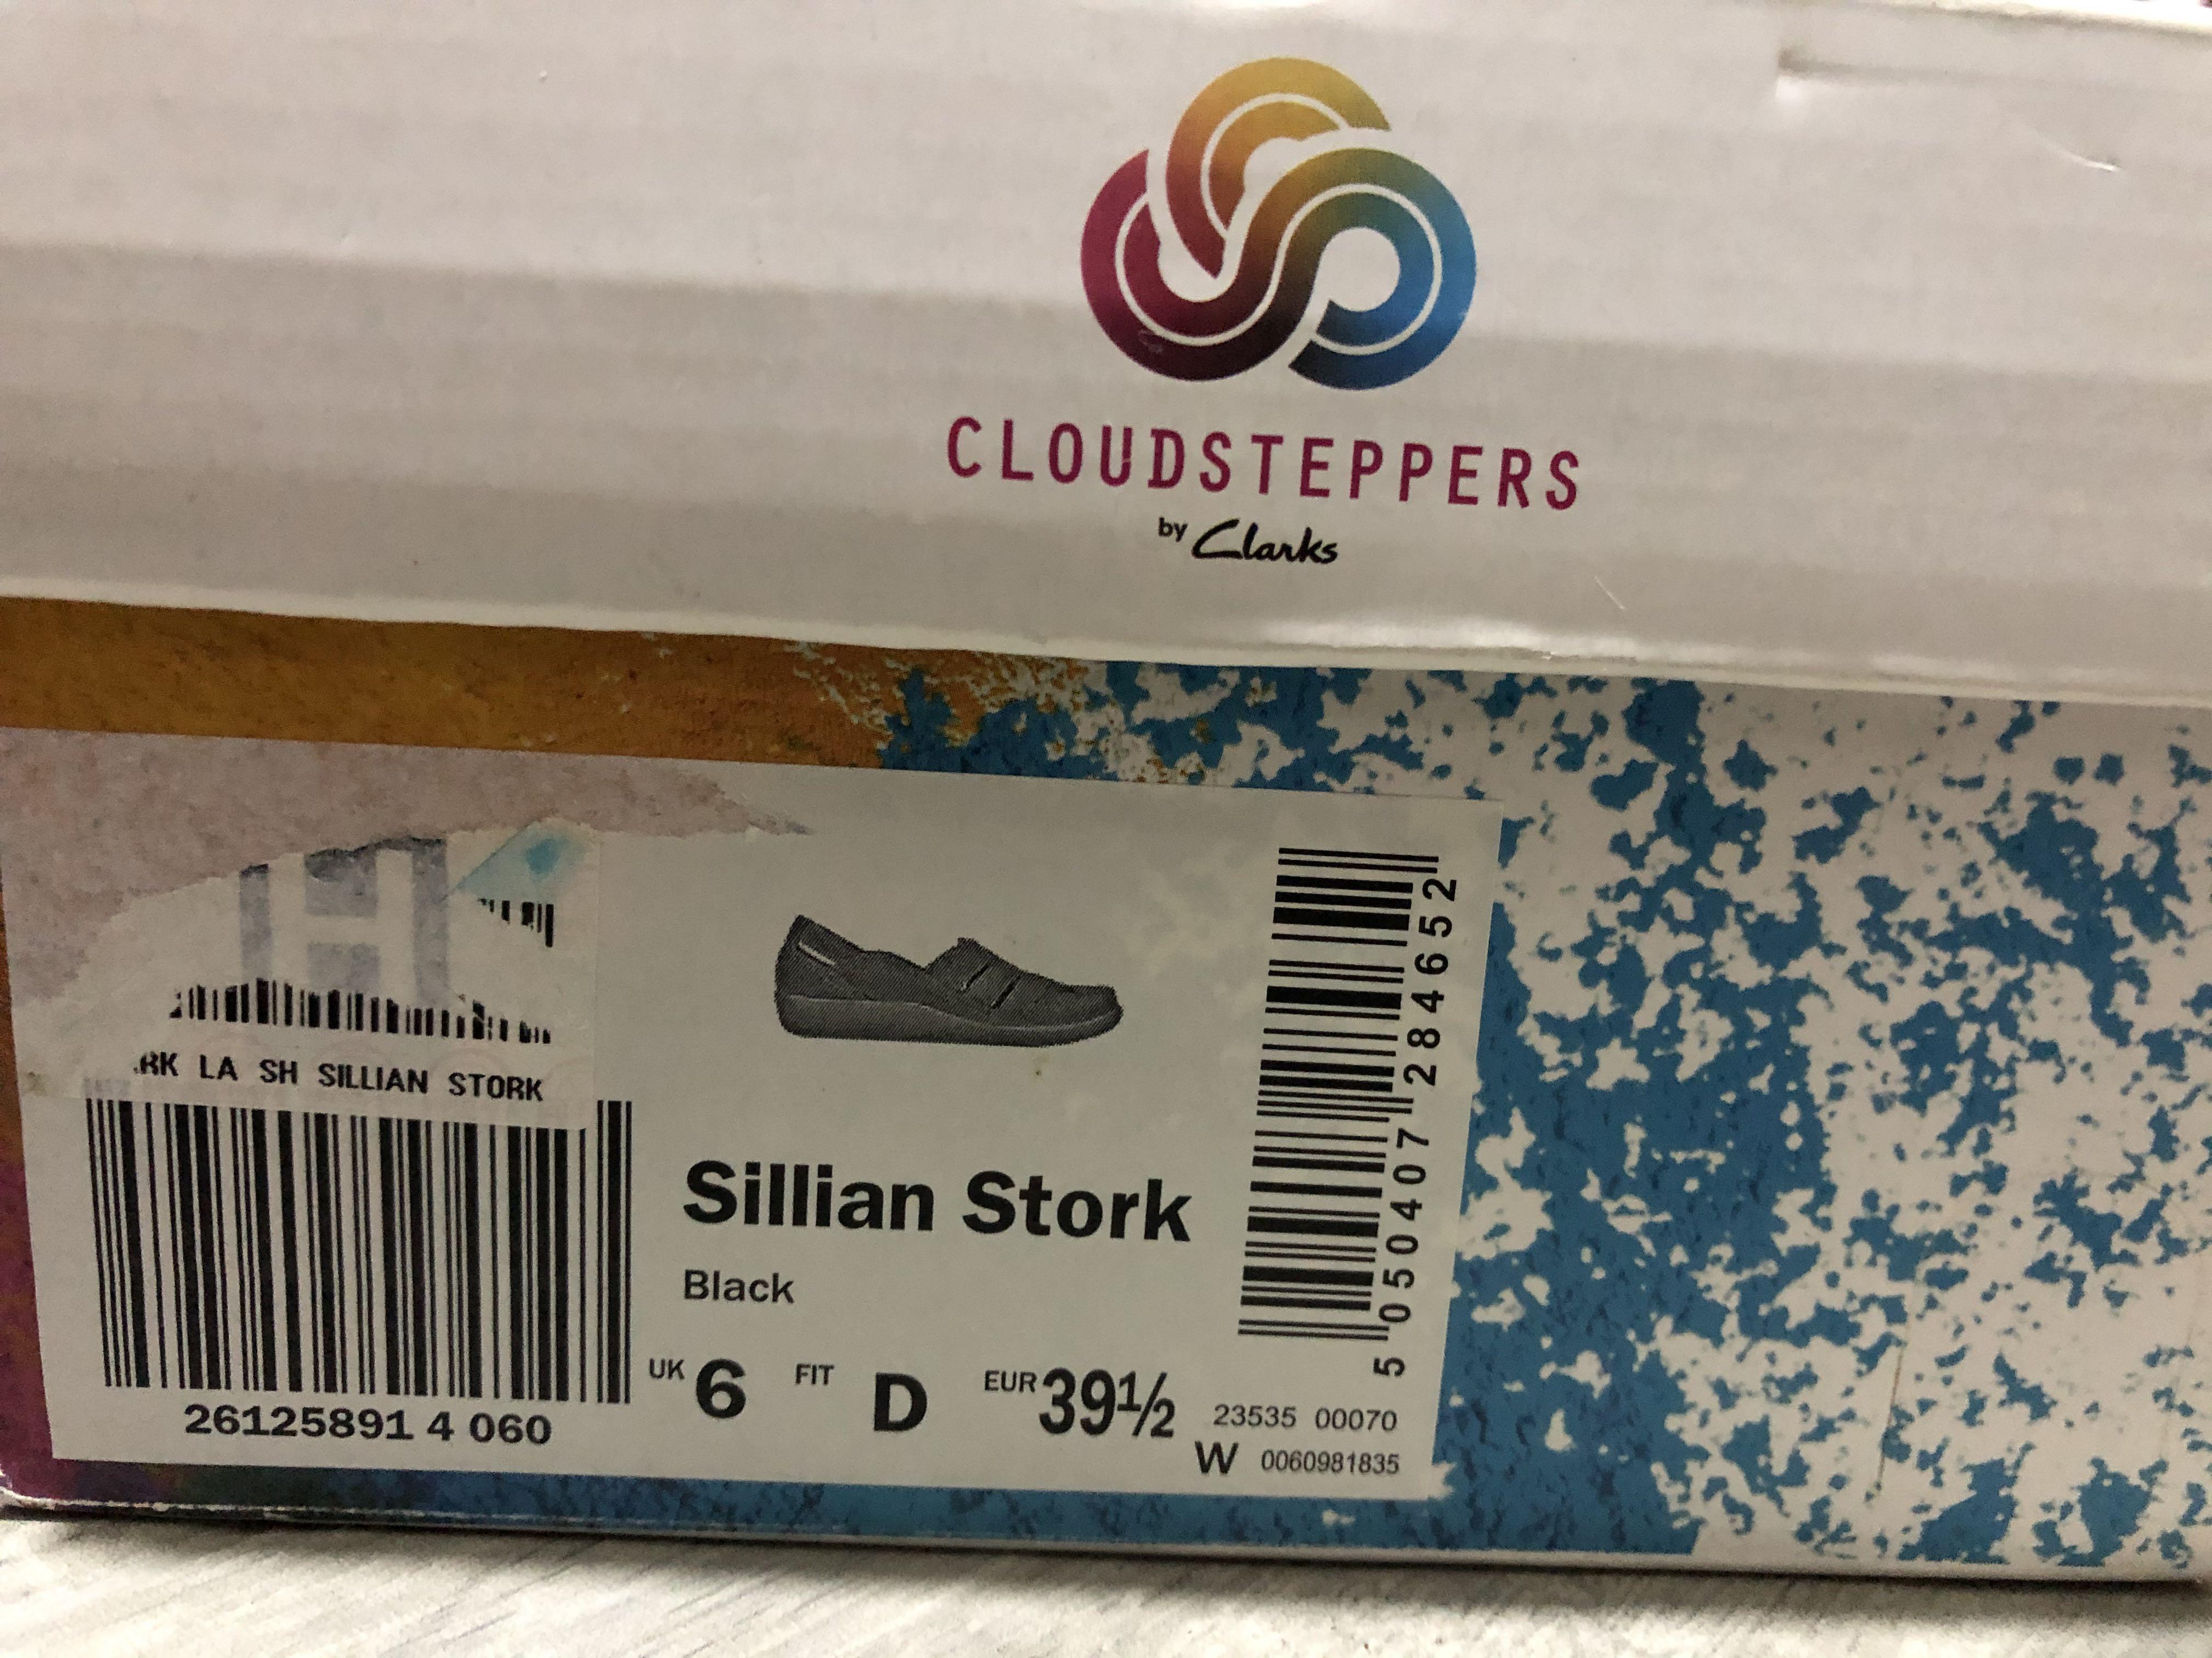 CLOUDSTEPPERS
by Clarks
LA SH SILLIAN STORK
26125891 4 060
Sillian Stork
Black
UK 6 FIT D EUR 39½
5 050407 284652
23535 00070
W 0060981835